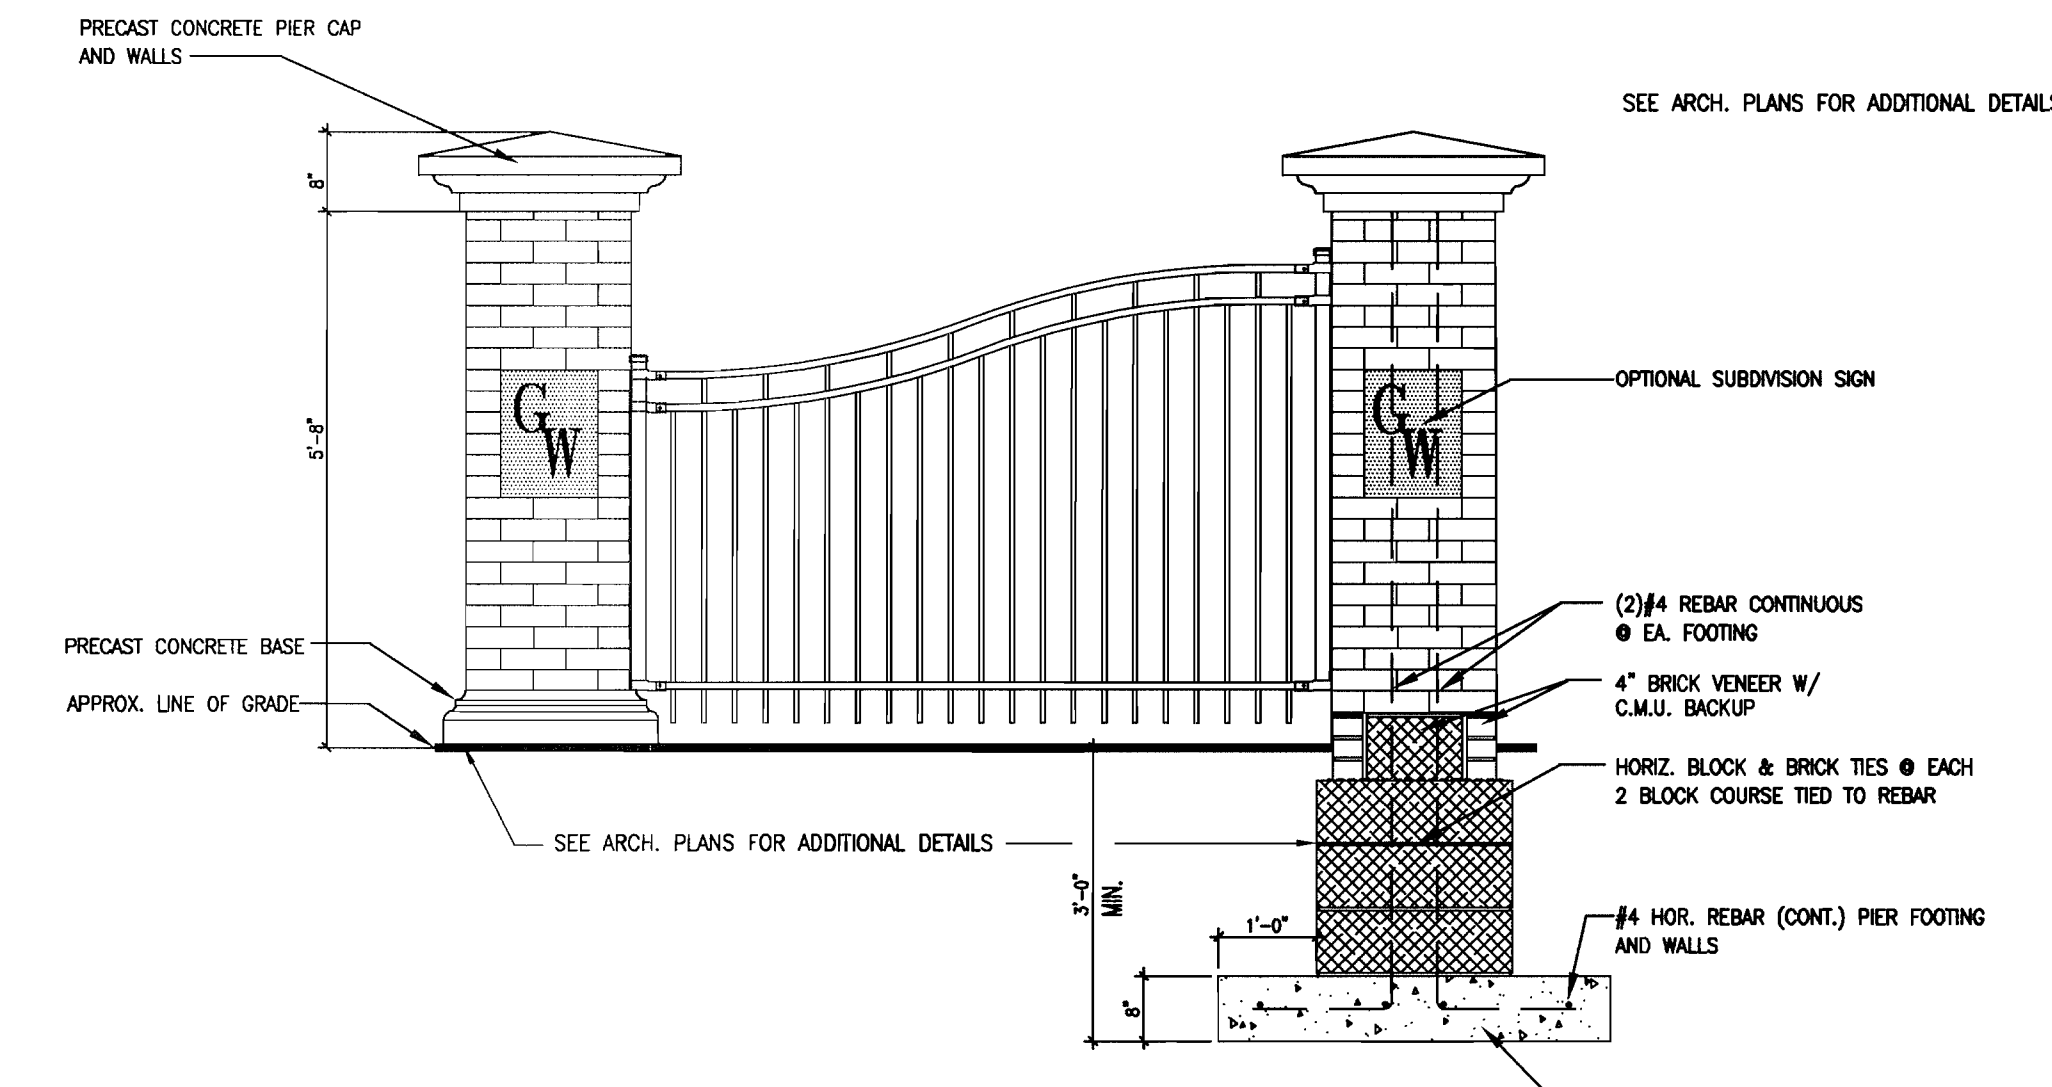 PRECAST CONCRETE PIER CAP
AND WALLS
SEE ARCH. PLANS FOR ADDITIONAL DETAILS
8"
5'-8"
G
W
G
W
OPTIONAL SUBDIVISION SIGN
(2)#4 REBAR CONTINUOUS
@ EA. FOOTING
PRECAST CONCRETE BASE
4" BRICK VENEER W/
C.M.U. BACKUP
APPROX. LINE OF GRADE
HORIZ. BLOCK & BRICK TIES @ EACH
2 BLOCK COURSE TIED TO REBAR
SEE ARCH. PLANS FOR ADDITIONAL DETAILS
3'-0"
MIN.
1'-0"
8"
#4 HOR. REBAR (CONT.) PIER FOOTING
AND WALLS